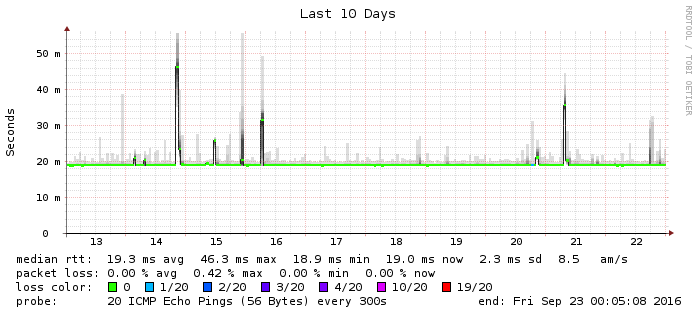 Last 10 Days
RRDTOOL / TOBI OETIKER
Seconds
50 m
40 m
30 m
20 m
10 m
0
13 14 15 16 17 18 19 20 21 22
median rtt: 19.3 ms avg 46.3 ms max 18.9 ms min 19.0 ms now 2.3 ms sd 8.5 am/s
packet loss: 0.00 % avg 0.42 % max 0.00 % min 0.00 % now
loss color: 0 1/20 2/20 3/20 4/20 10/20 19/20
probe: 20 ICMP Echo Pings (56 Bytes) every 300s end: Fri Sep 23 00:05:08 2016